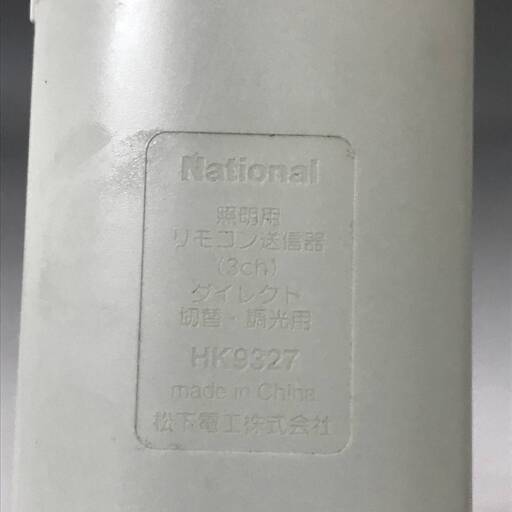 National
照明用
リモコン送信器
(3ch)
ダイレクト
切替・調光用
HK9327
made in China
松下電工株式会社